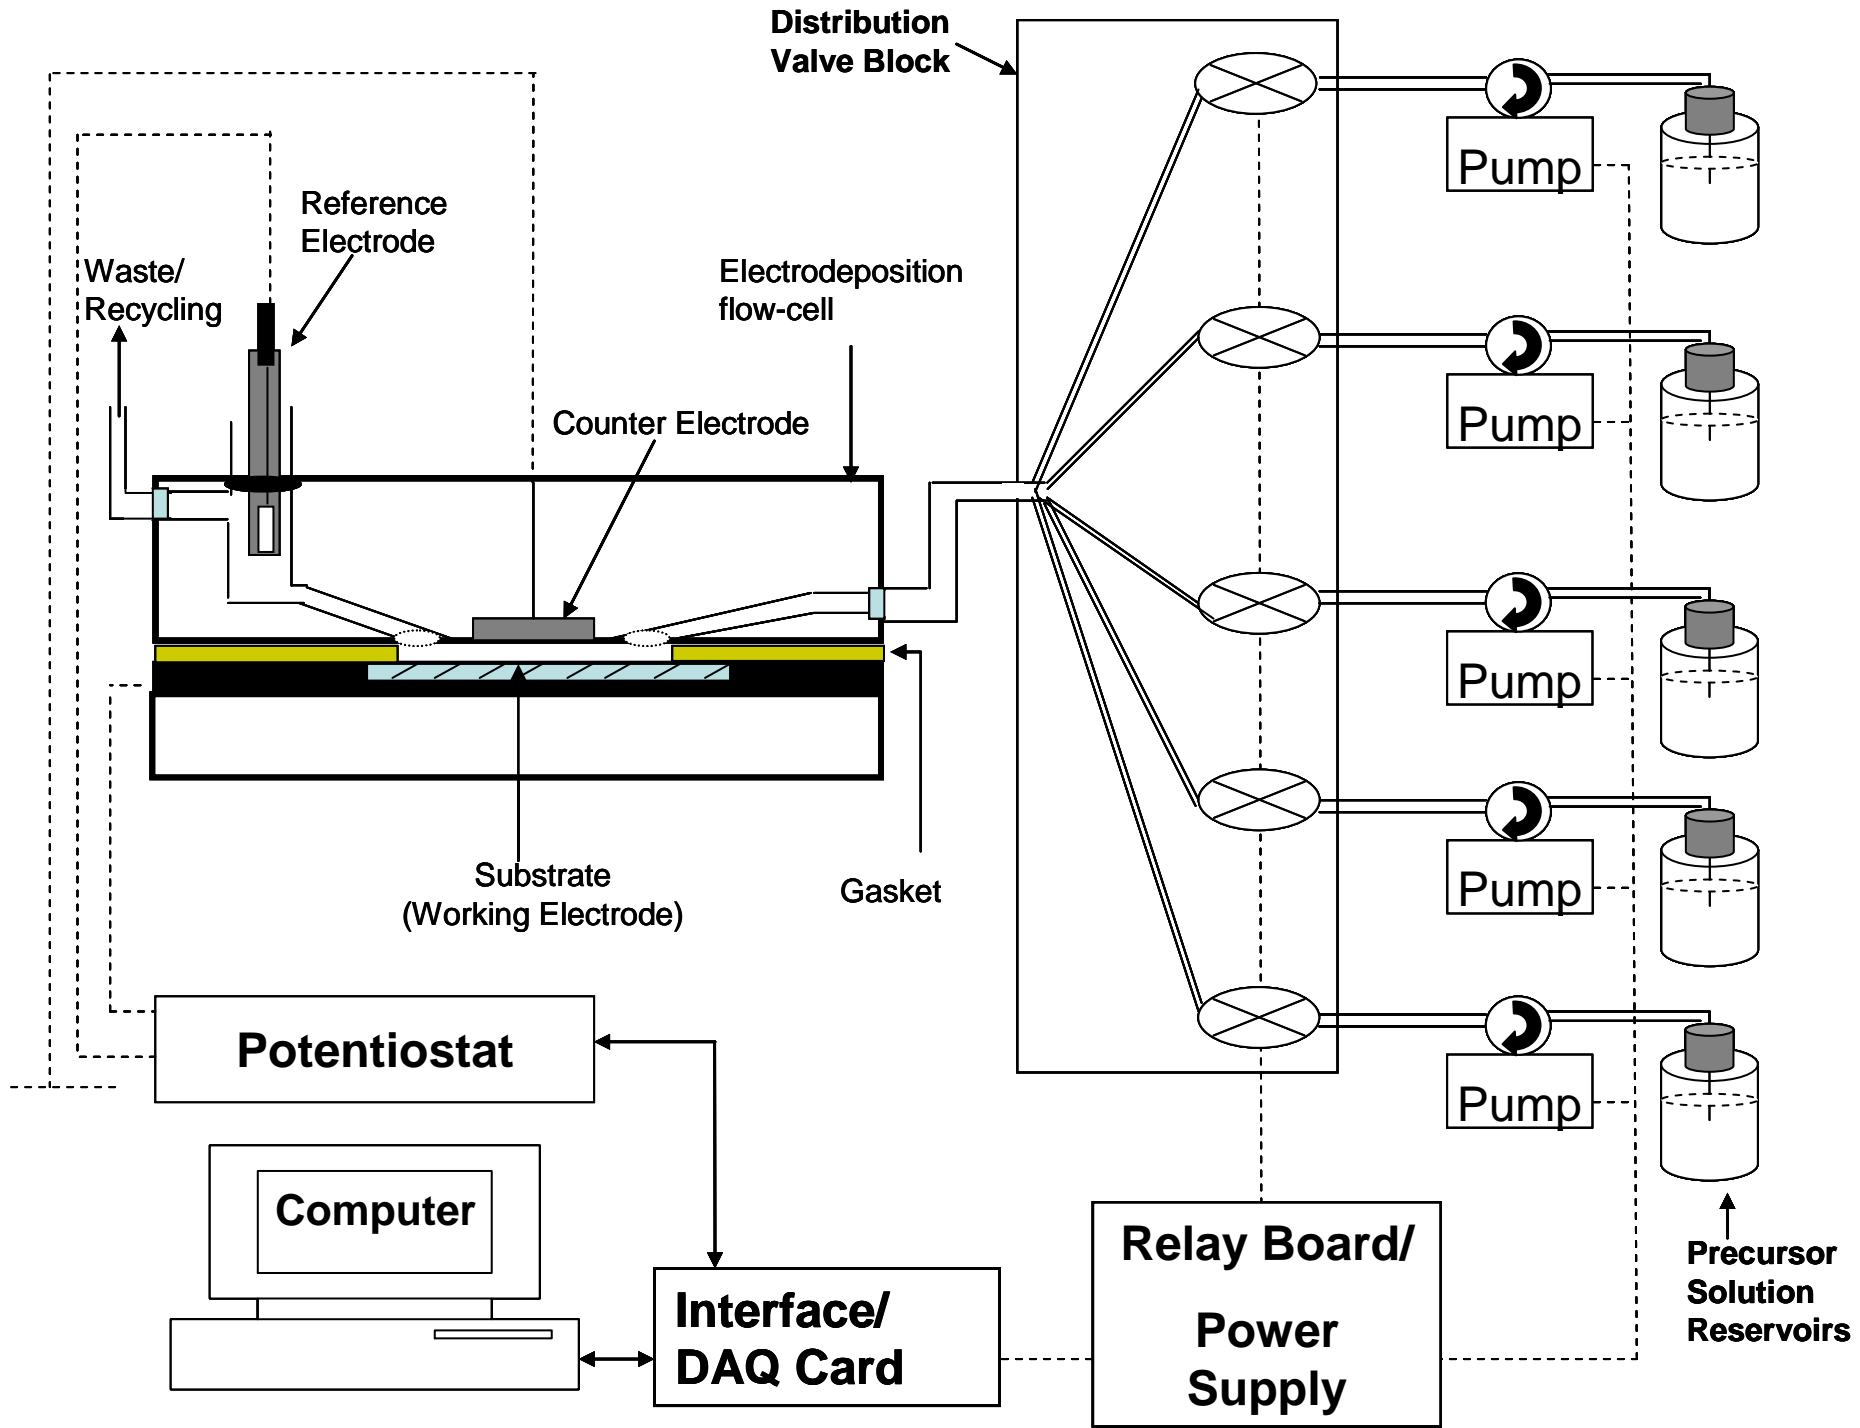 Distribution
Valve Block
Pump
Reference
Electrode
Waste/
Recycling
Electrodeposition
flow-cell
Counter Electrode
Pump
Pump
Substrate
(Working Electrode)
Gasket
Pump
Potentiostat
Pump
Computer
Relay Board/
Power
Supply
Precursor
Solution
Reservoirs
Interface/
DAQ Card